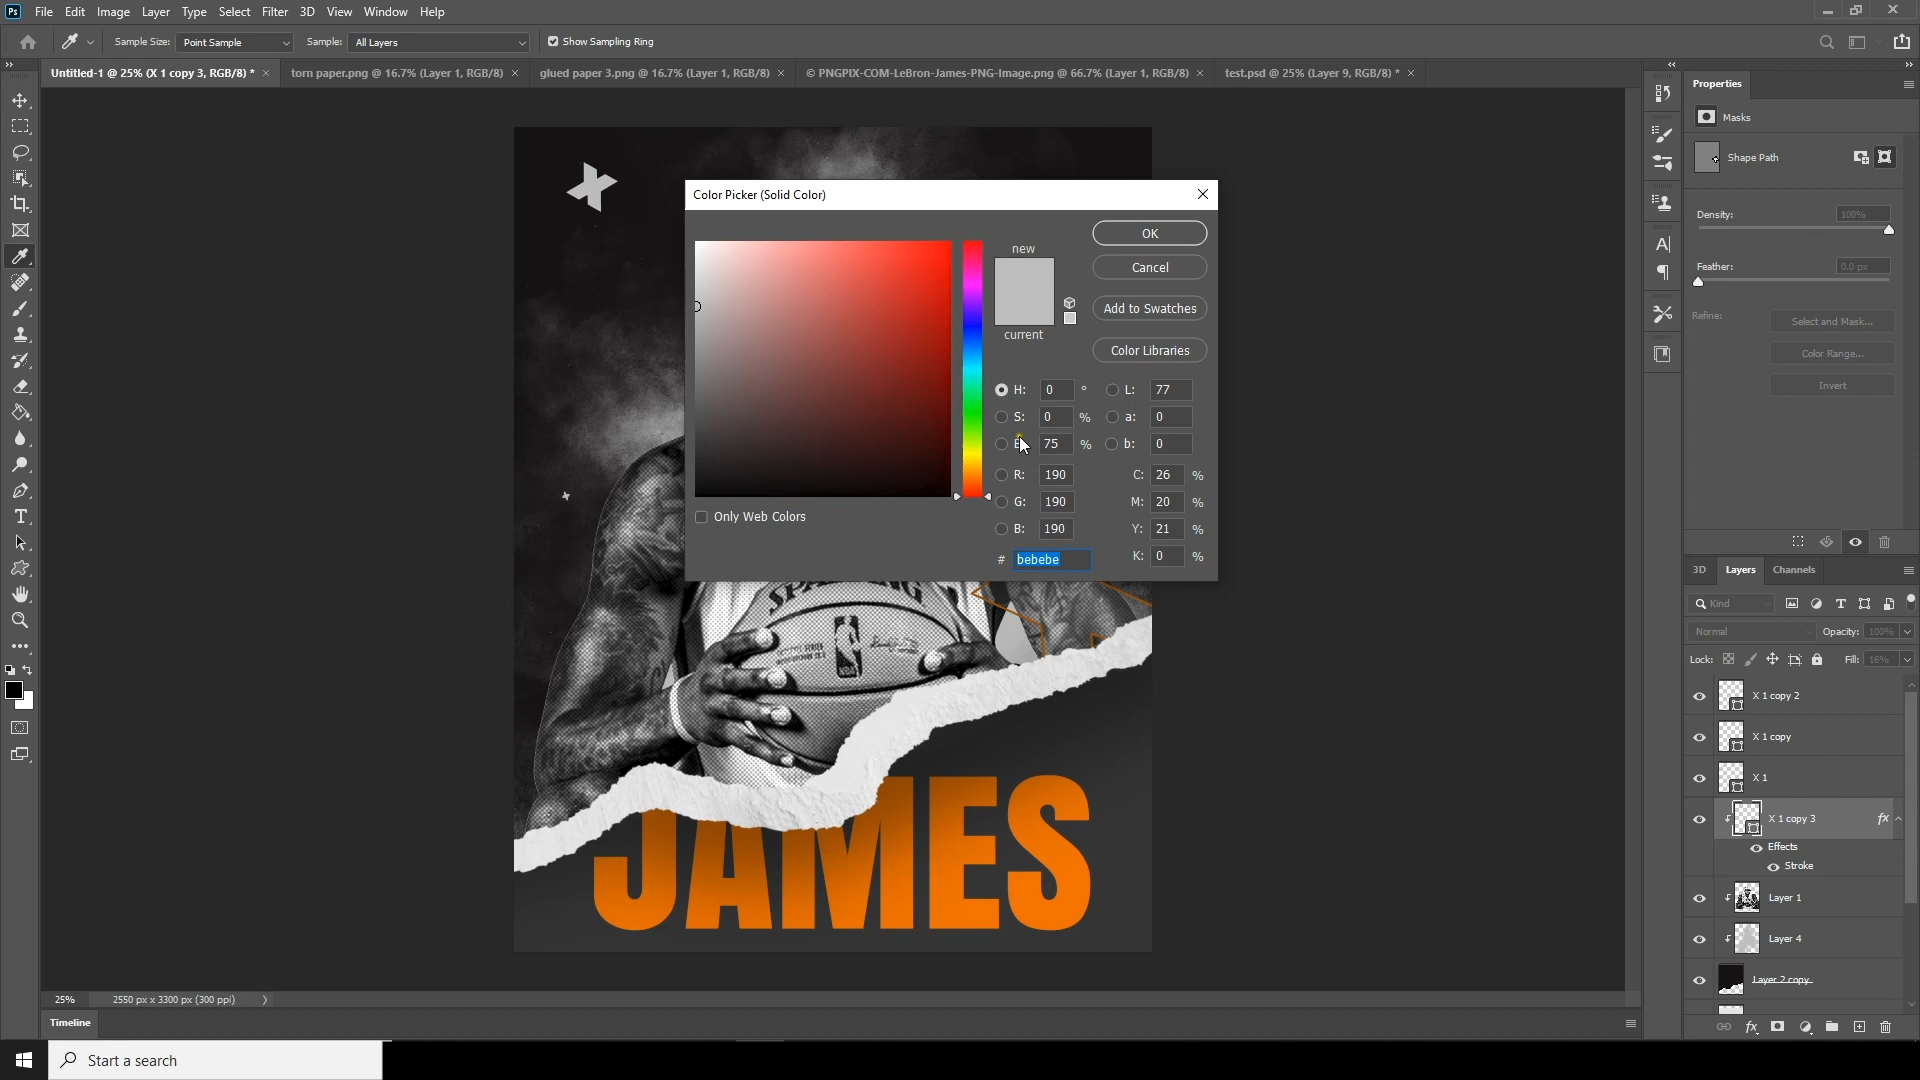 Ps File Edit Image Layer Type Select Filter 3D View Window Help
Sample Size: Point Sample Sample: All Layers Show Sampling Ring
Untitled-1 @ 25% (X 1 copy 3, RGB/8) * × torn paper.png @ 16.7% (Layer 1, RGB/8) × glued paper 3.png @ 16.7% (Layer 1, RGB/8) × © PNGPIX-COM-LeBron-James-PNG-Image.png @ 66.7% (Layer 1, RGB/8) × test.psd @ 25% (Layer 9, RGB/8) * ×
Color Picker (Solid Color)
new
current
OK
Cancel
Add to Swatches
Color Libraries
H: 0 ° L: 77
S: 0 % a: 0
75 % b: 0
R: 190 C: 26 %
G: 190 M: 20 %
B: 190 Y: 21 %
# bebebe K: 0 %
Only Web Colors
SPALDING
NBA
JAMES
Properties
Masks
Shape Path
Density: 100%
Feather: 0.0 px
Refine:
Select and Mask...
Color Range...
Invert
3D Layers Channels
Kind
Normal Opacity: 100%
Lock: Fill: 16%
X 1 copy 2
X 1 copy
X 1
X 1 copy 3 fx
Effects
Stroke
Layer 1
Layer 4
Layer 2 copy
fx
25% 2550 px x 3300 px (300 ppi)
Timeline
Start a search